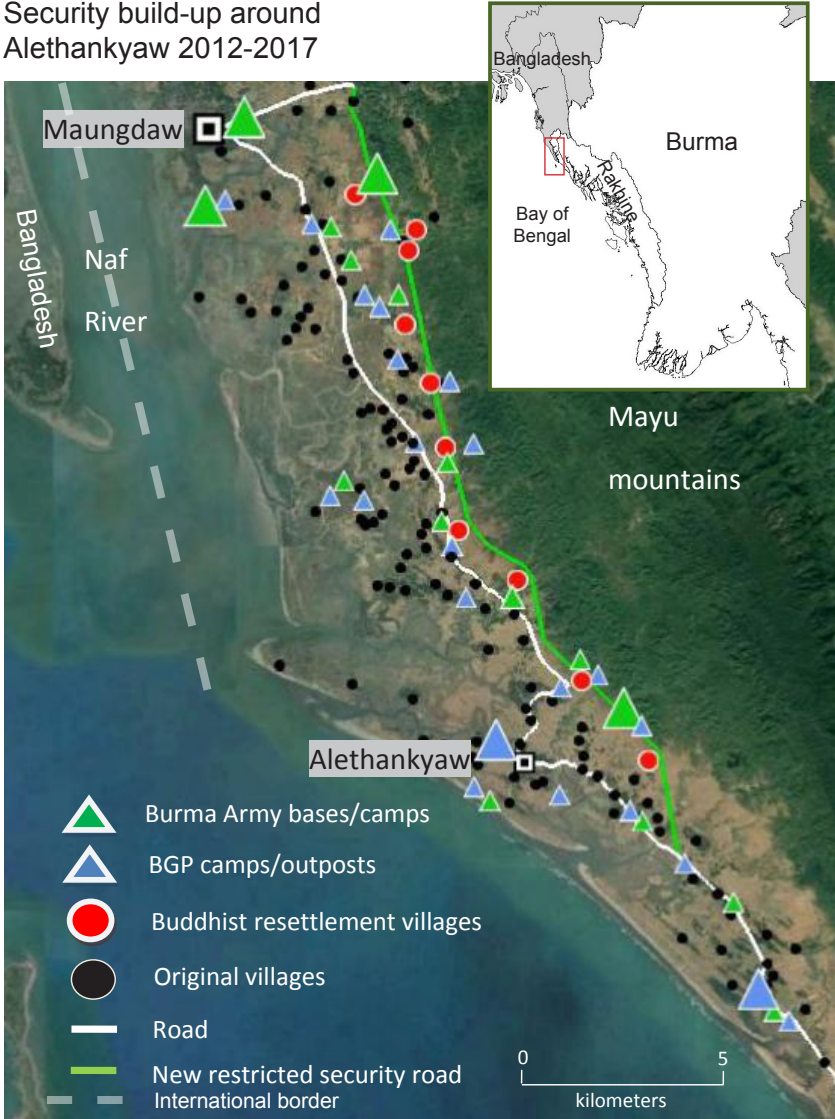 Security build-up around
Alethankyaw 2012-2017
Bangladesh
Burma
Rakhine
Bay of
Bengal
Maungdaw
Bangladesh
Naf
River
Mayu
mountains
Alethankyaw
Burma Army bases/camps
BGP camps/outposts
Buddhist resettlement villages
Original villages
Road
New restricted security road
International border
0 5
kilometers